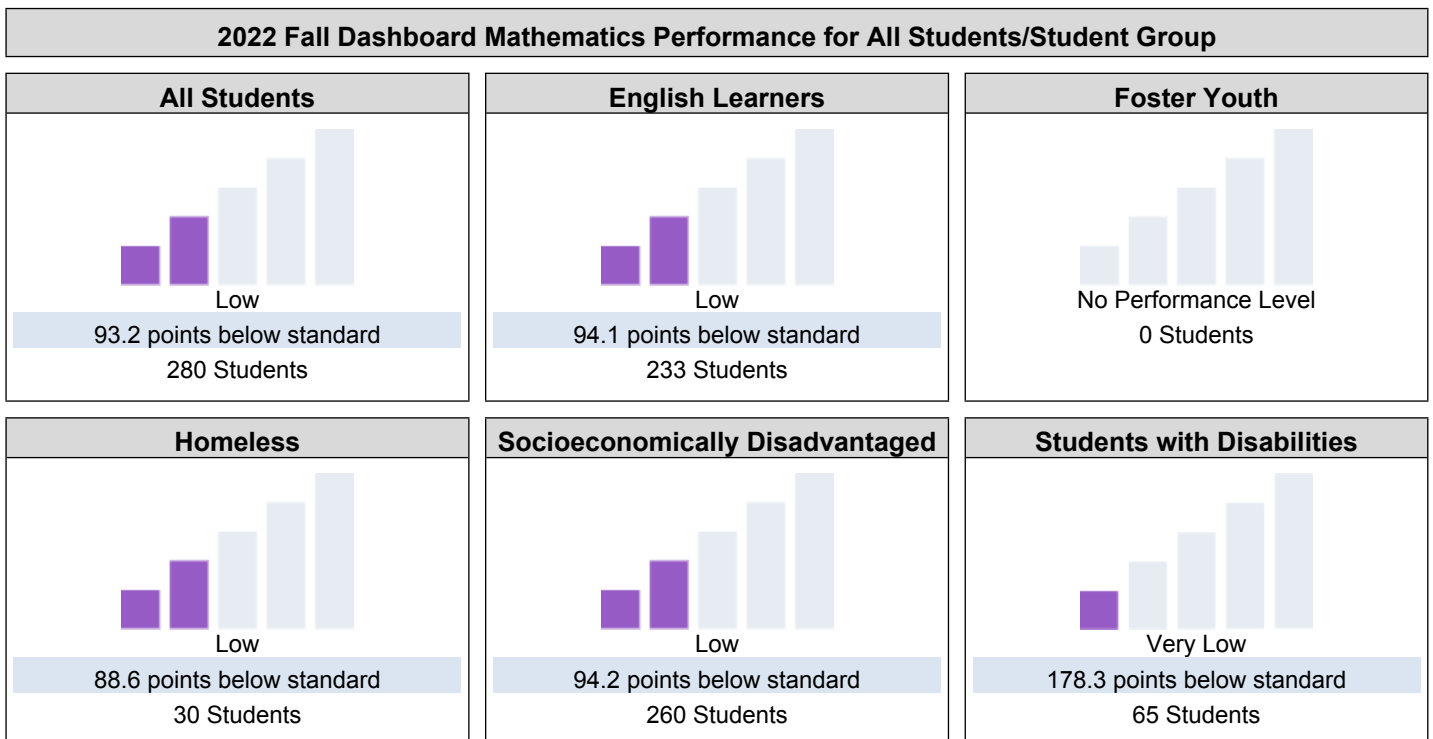 2022 Fall Dashboard Mathematics Performance for All Students/Student Group
All Students
Low
93.2 points below standard
280 Students
English Learners
Low
94.1 points below standard
233 Students
Foster Youth
No Performance Level
0 Students
Homeless
Low
88.6 points below standard
30 Students
Socioeconomically Disadvantaged
Low
94.2 points below standard
260 Students
Students with Disabilities
Very Low
178.3 points below standard
65 Students